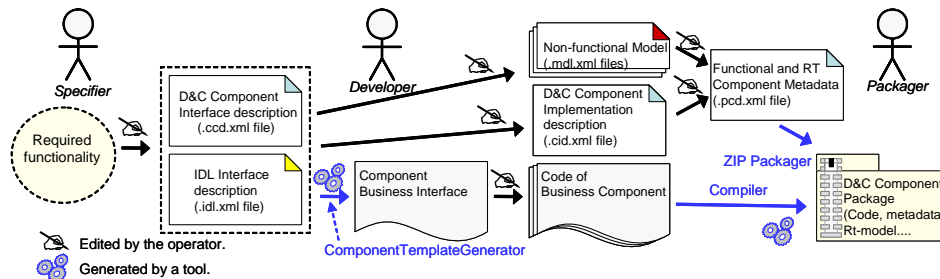 Specifier
Developer
Packager
Required
functionality
D&C Component
Interface description
(.ccd.xml file)
IDL Interface
description
(.idl.xml file)
Non-functional Model
(.mdl.xml files)
D&C Component
Implementation
description
(.cid.xml file)
Functional and RT
Component Metadata
(.pcd.xml file)
Component
Business Interface
Code of
Business Component
ZIP Packager
Compiler
D&C Component
Package
(Code, metadata
Rt-model....
ComponentTemplateGenerator
Edited by the operator.
Generated by a tool.